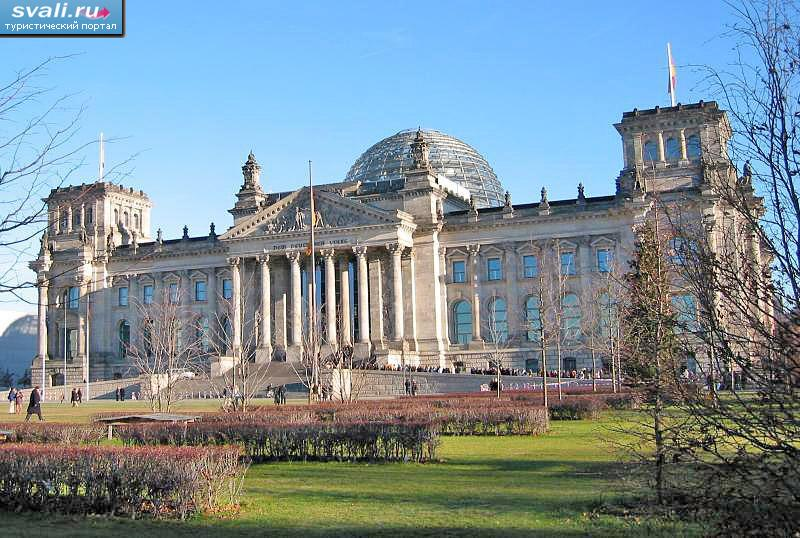 svali.ru
туристический портал
DEM DEUTSCHEN VOLKE